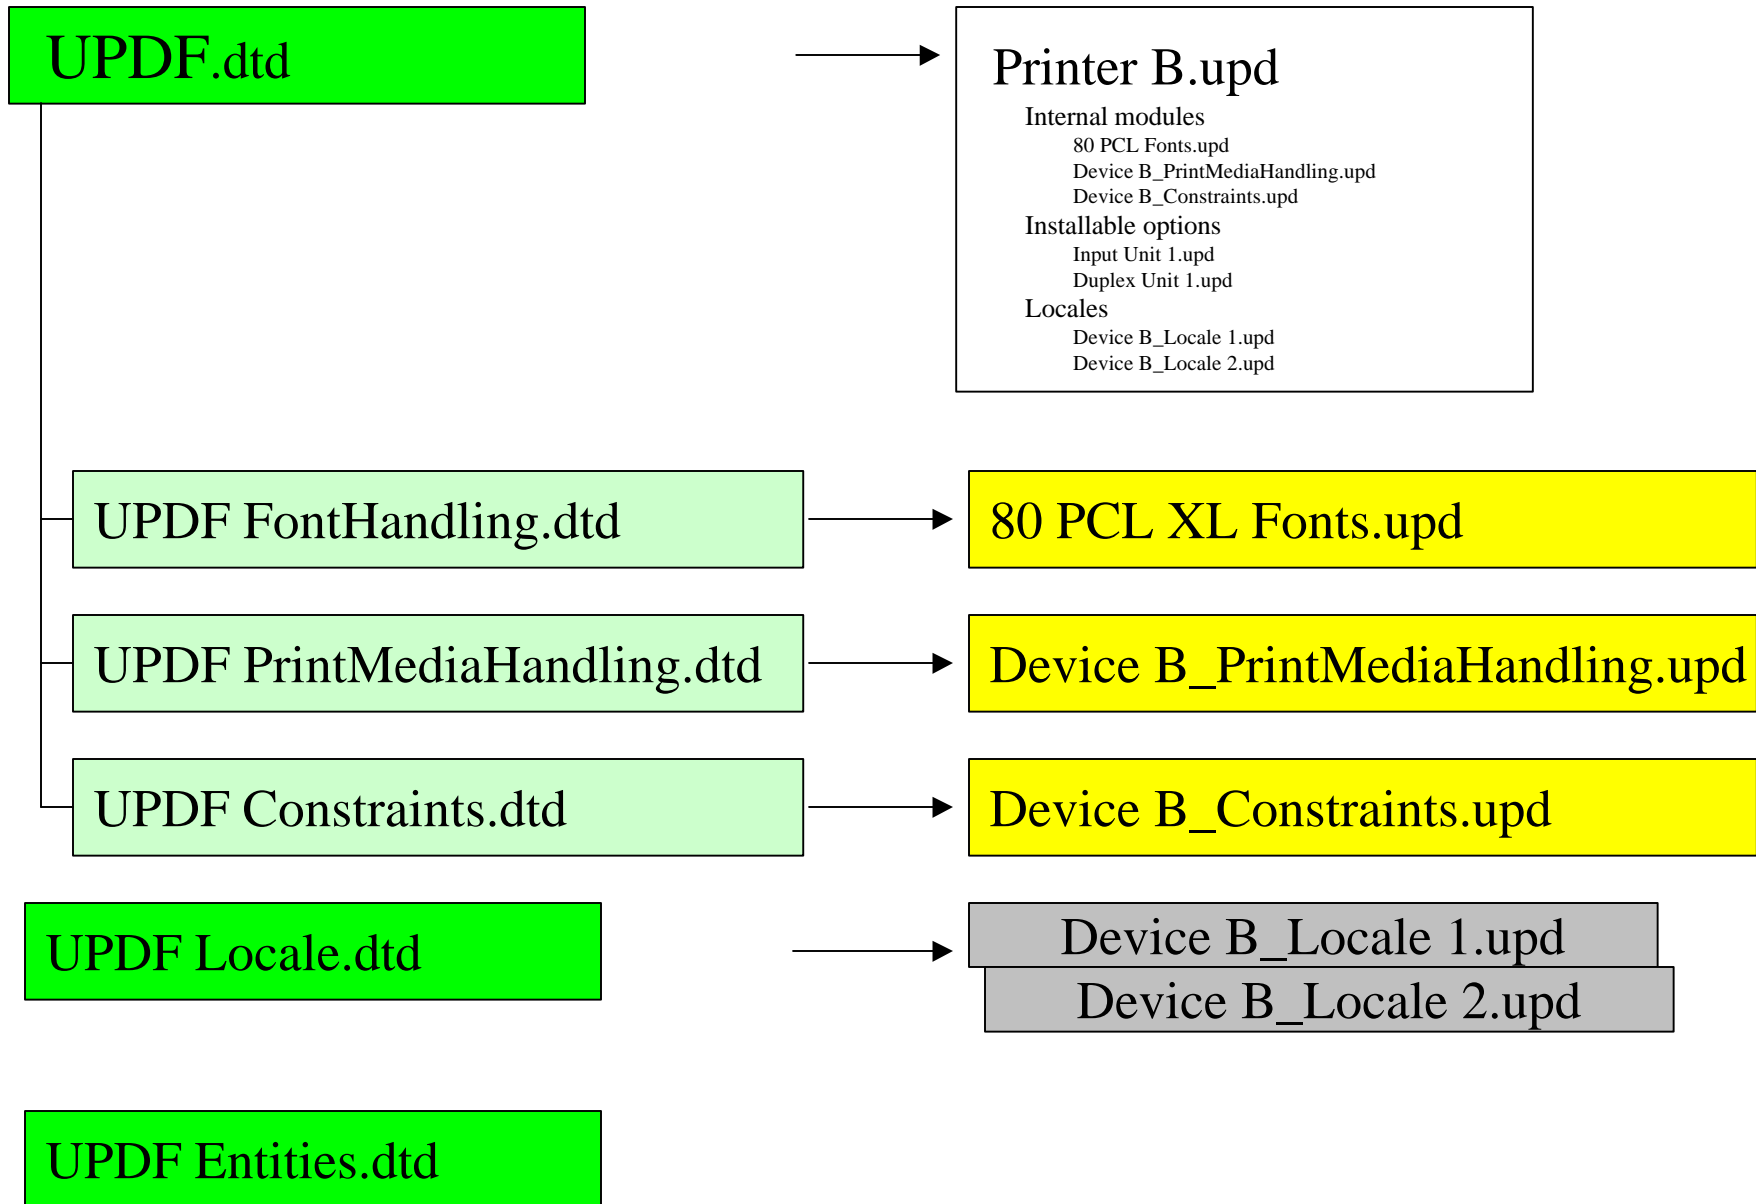 UPDF.dtd
Printer B.upd
Internal modules
80 PCL Fonts.upd
Device B_PrintMediaHandling.upd
Device B_Constraints.upd
Installable options
Input Unit 1.upd
Duplex Unit 1.upd
Locales
Device B_Locale 1.upd
Device B_Locale 2.upd
UPDF FontHandling.dtd
80 PCL XL Fonts.upd
UPDF PrintMediaHandling.dtd
Device B_PrintMediaHandling.upd
UPDF Constraints.dtd
Device B_Constraints.upd
UPDF Locale.dtd
Device B_Locale 1.upd
Device B_Locale 2.upd
UPDF Entities.dtd